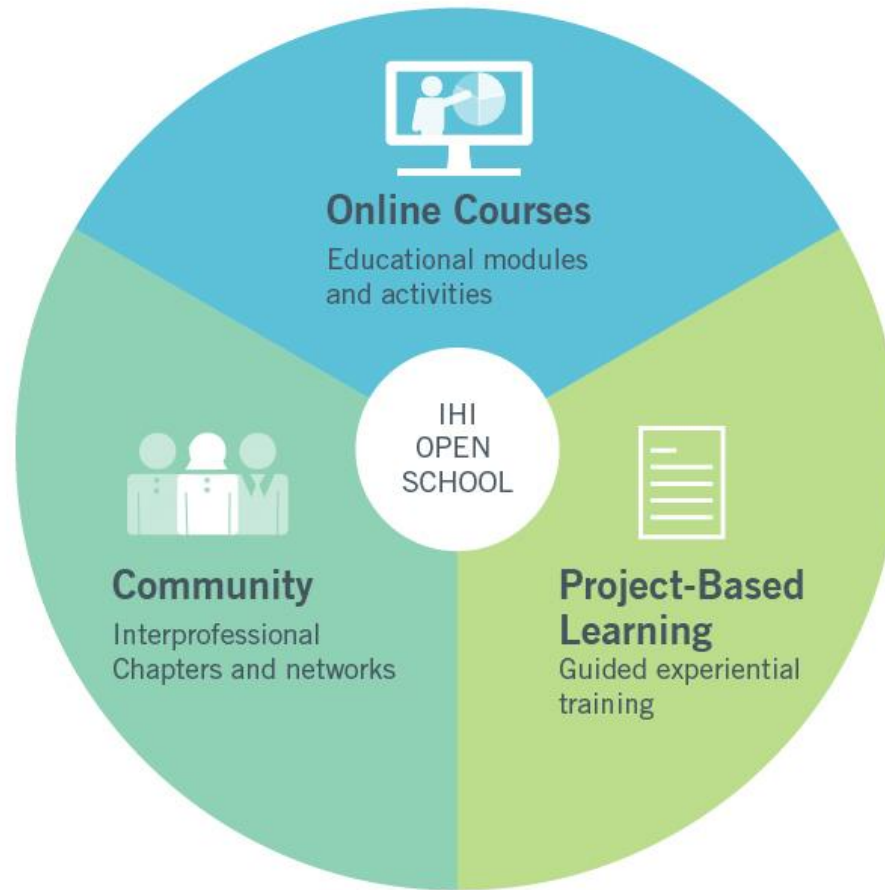 Online Courses
Educational modules
and activities
IHI
OPEN
SCHOOL
Community
Interprofessional
Chapters and networks
Project-Based
Learning
Guided experiential
training